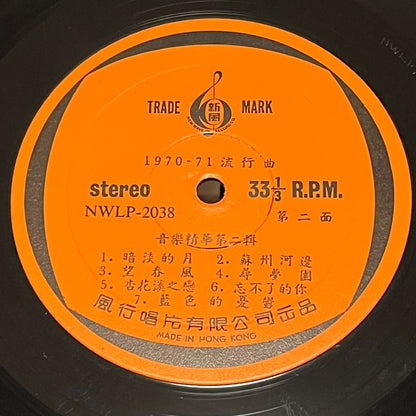 新風
TRADE MARK
1970-71 流行曲
stereo 33⅓ R.P.M.
NWLP-2038 第二面
音樂精華第二輯
1. 暗淡的月 2. 蘇州河邊
3. 望春風 4. 尋夢園
5. 杏花溪之戀 6. 忘不了的你
7. 藍色的憂鬱
風行唱片有限公司出品
MADE IN HONG KONG